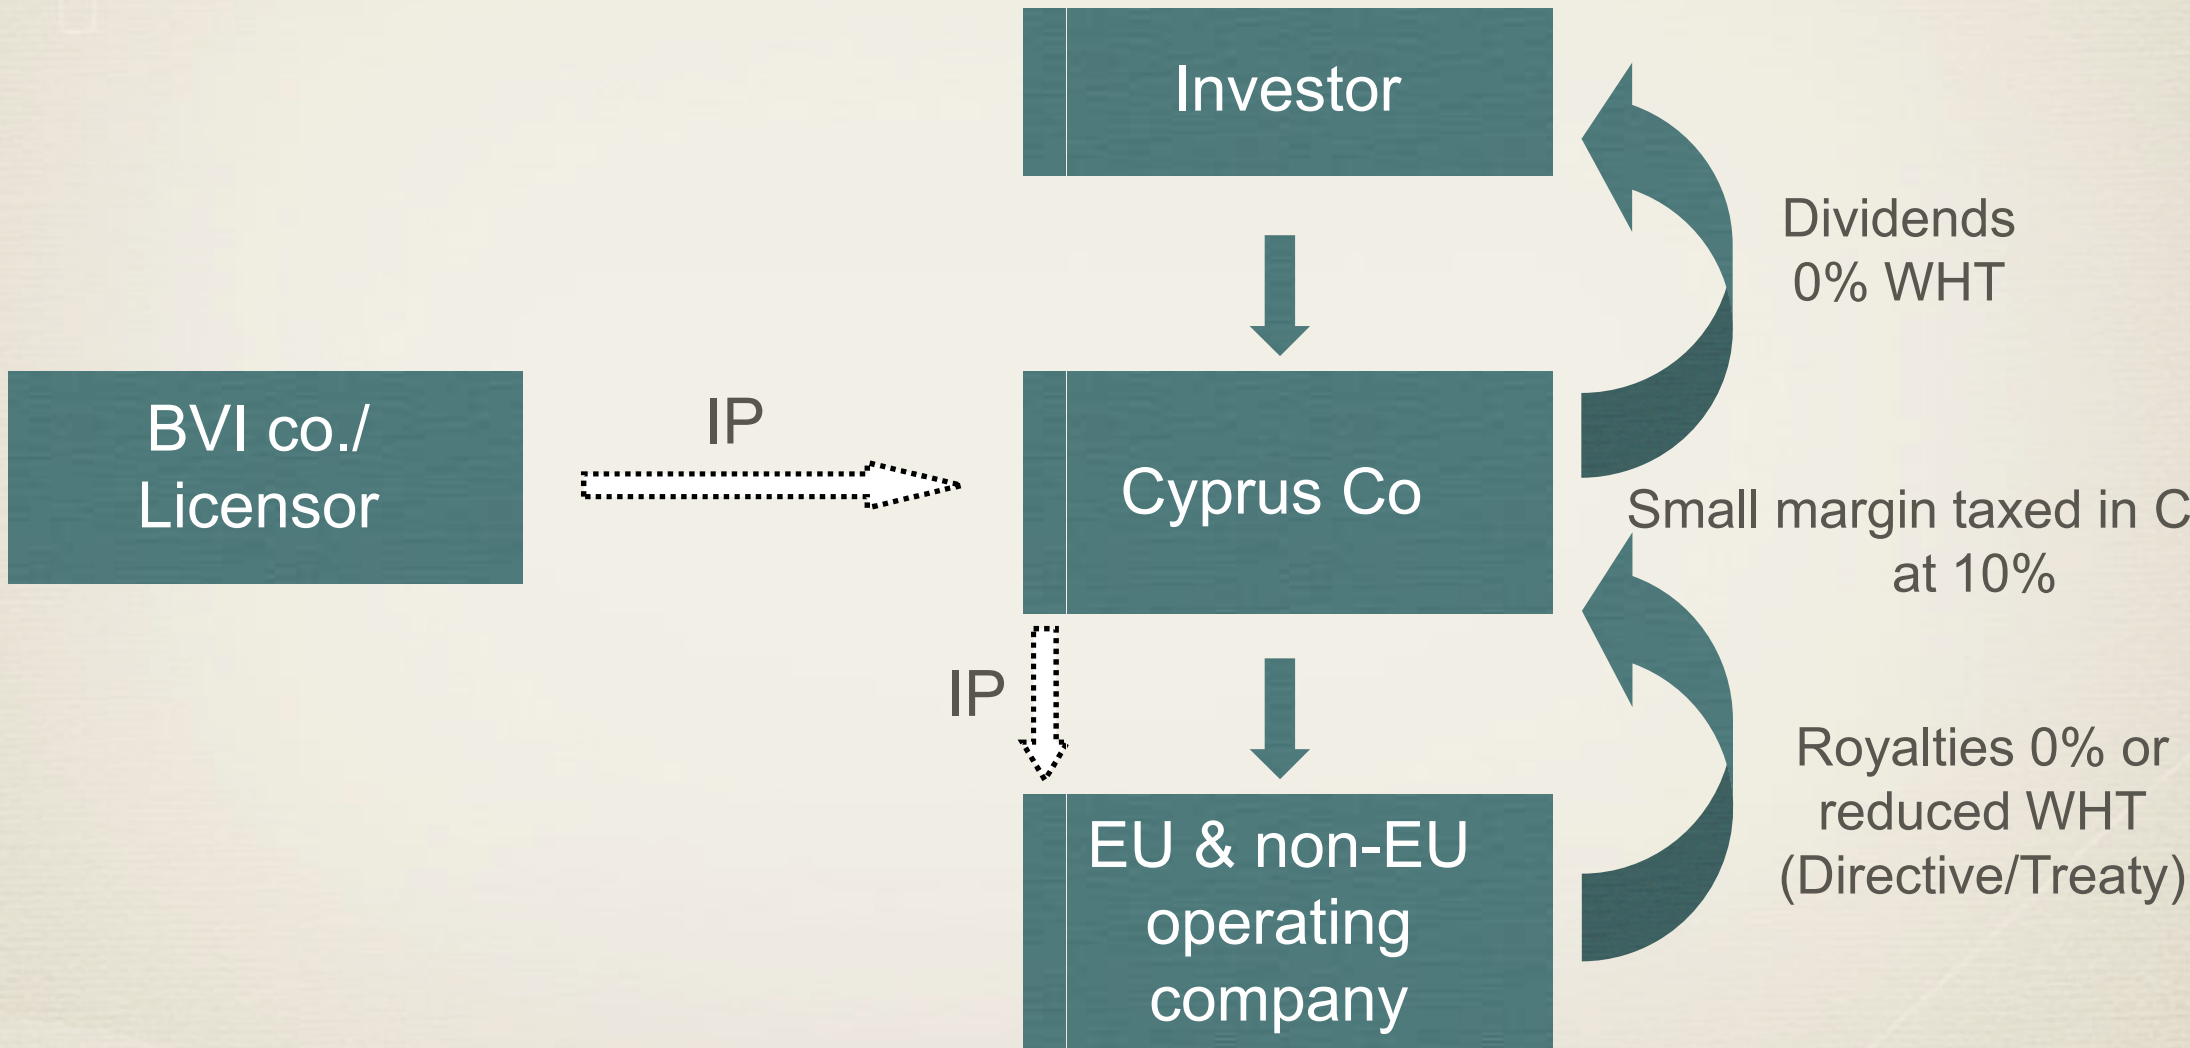 Investor
Dividends
0% WHT
BVI co./
Licensor
IP
Cyprus Co
Small margin taxed in C
at 10%
IP
EU & non-EU
operating
company
Royalties 0% or
reduced WHT
(Directive/Treaty)